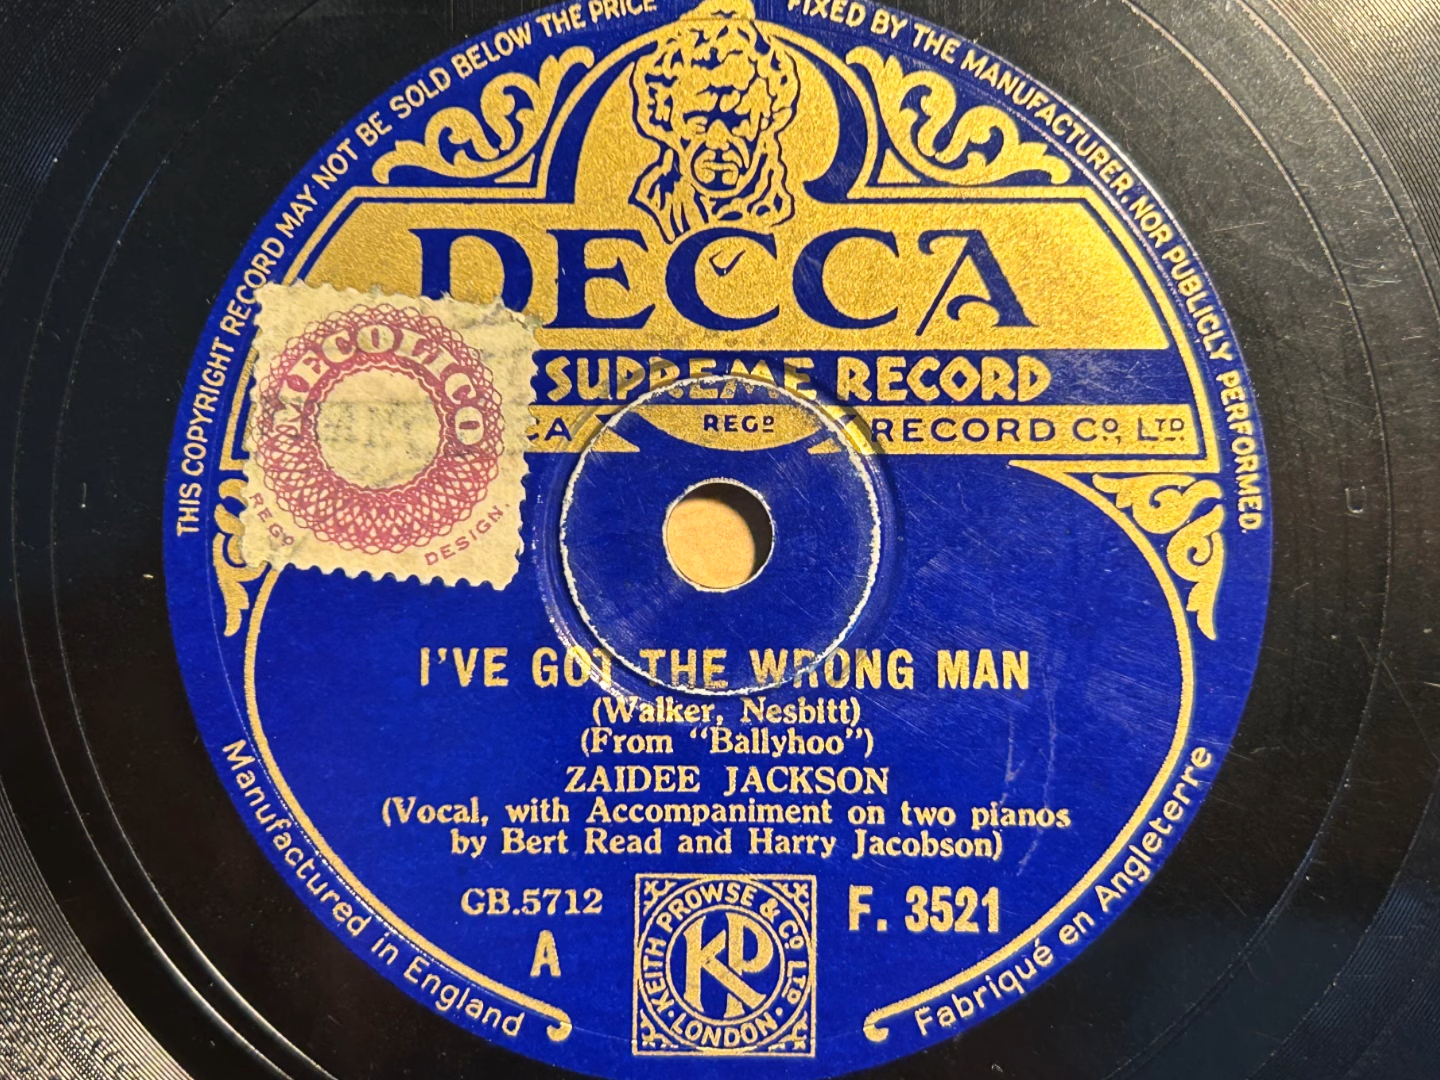 THIS COPYRIGHT RECORD MAY NOT BE SOLD BELOW THE PRICE FIXED BY THE MANUFACTURER, NOR PUBLICLY PERFORMED.
DECCA
SUPREME RECORD
CA REGD RECORD CO., LTD.
MECOLICO
REGD DESIGN.
I'VE GOT THE WRONG MAN
(Walker, Nesbitt)
(From "Ballyhoo")
ZAIDEE JACKSON
(Vocal, with Accompaniment on two pianos
by Bert Read and Harry Jacobson)
GB.5712
A
F. 3521
KEITH PROWSE & CO. LTD.
LONDON
KP
Manufactured in England
Fabriqué en Angleterre